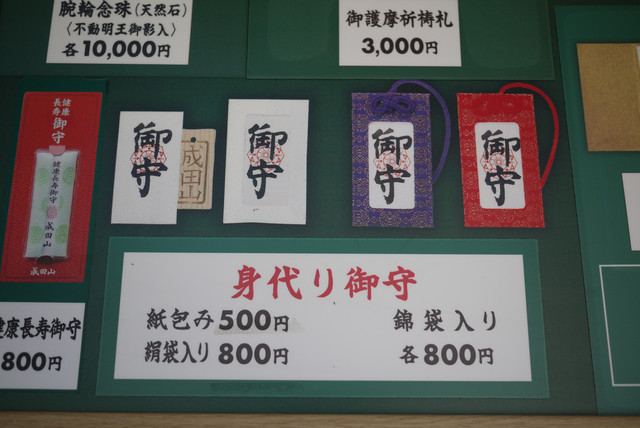 腕輪念珠(天然石)
〈不動明王御影入〉
各10,000円
御護摩祈祷札
3,000円
健康
長寿
御守
健康長寿御守
成田山
成田山
御守
成田山
御守
御守
御守
身代り御守
紙包み500円
錦袋入り
絹袋入り800円
各800円
健康長寿御守
800円